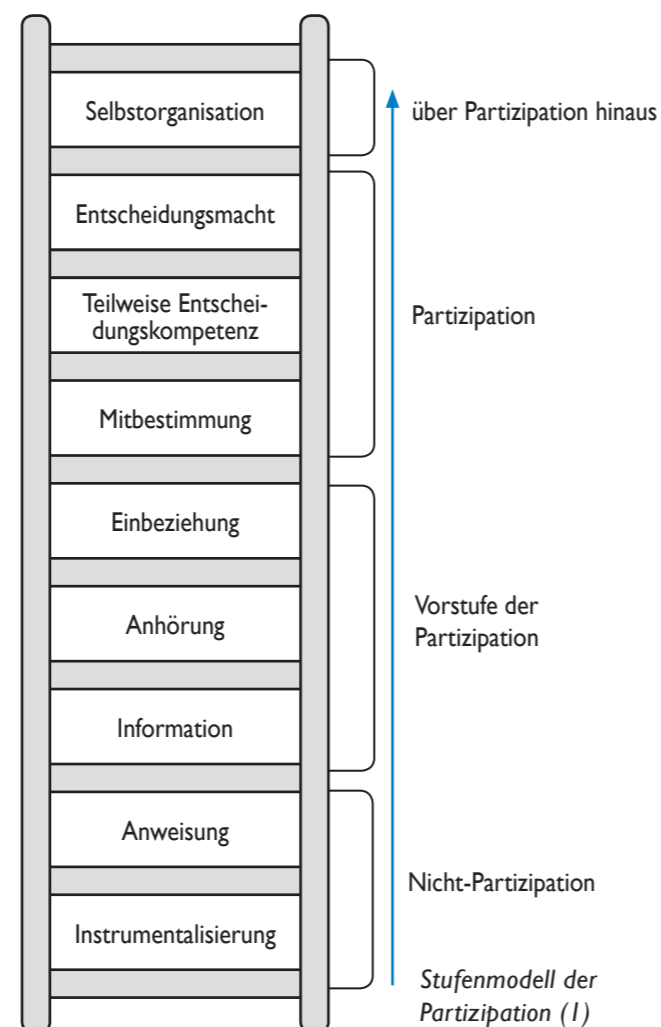 Selbstorganisation
über Partizipation hinaus
Entscheidungsmacht
Teilweise Entschei-
dungskompetenz
Partizipation
Mitbestimmung
Einbeziehung
Anhörung
Vorstufe der
Partizipation
Information
Anweisung
Nicht-Partizipation
Instrumentalisierung
Stufenmodell der
Partizipation (1)